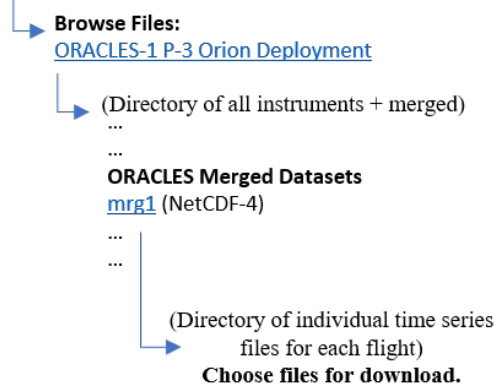 Browse Files:
ORACLES-1 P-3 Orion Deployment
(Directory of all instruments + merged)
...
...
ORACLES Merged Datasets
mrg1 (NetCDF-4)
...
...
(Directory of individual time series
files for each flight)
Choose files for download.